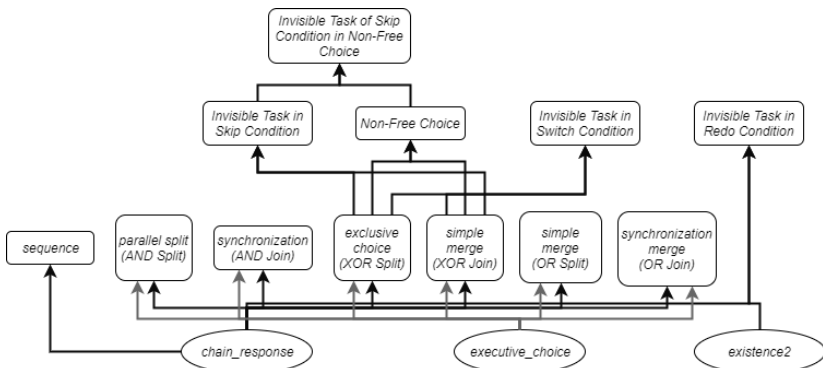 Invisible Task of Skip
Condition in Non-Free
Choice
Invisible Task in
Skip Condition
Non-Free Choice
Invisible Task in
Switch Condition
Invisible Task in
Redo Condition
sequence
parallel split
(AND Split)
synchronization
(AND Join)
exclusive
choice
(XOR Split)
simple
merge
(XOR Join)
simple
merge
(OR Split)
synchronization
merge
(OR Join)
chain_response
executive_choice
existence2